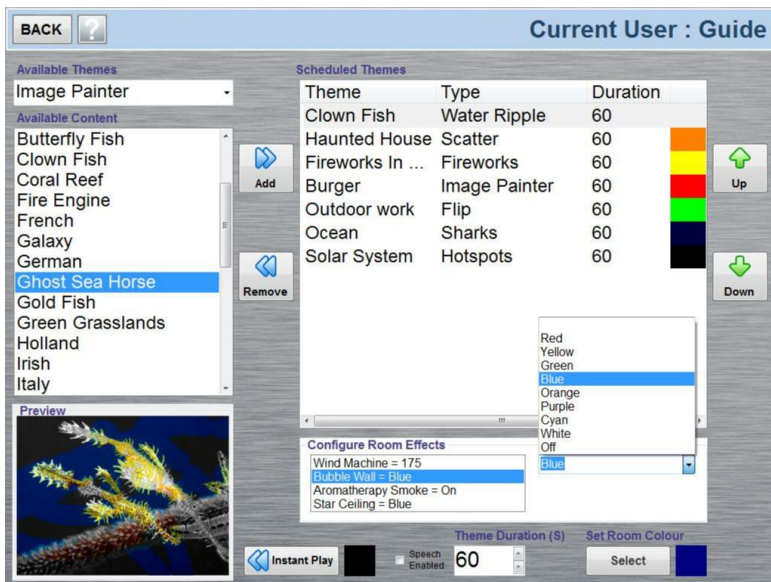 BACK
?
Current User : Guide
Available Themes
Image Painter
Available Content
Butterfly Fish
Clown Fish
Coral Reef
Fire Engine
French
Galaxy
German
Ghost Sea Horse
Gold Fish
Green Grasslands
Holland
Irish
Italy
Preview
Add
Remove
Scheduled Themes
Theme Type Duration
Clown Fish Water Ripple 60
Haunted House Scatter 60
Fireworks In ... Fireworks 60
Burger Image Painter 60
Outdoor work Flip 60
Ocean Sharks 60
Solar System Hotspots 60
Up
Down
Red
Yellow
Green
Blue
Orange
Purple
Cyan
White
Off
Blue
Configure Room Effects
Wind Machine = 175
Bubble Wall = Blue
Aromatherapy Smoke = On
Star Ceiling = Blue
Instant Play
Speech
Enabled
Theme Duration (S)
60
Set Room Colour
Select